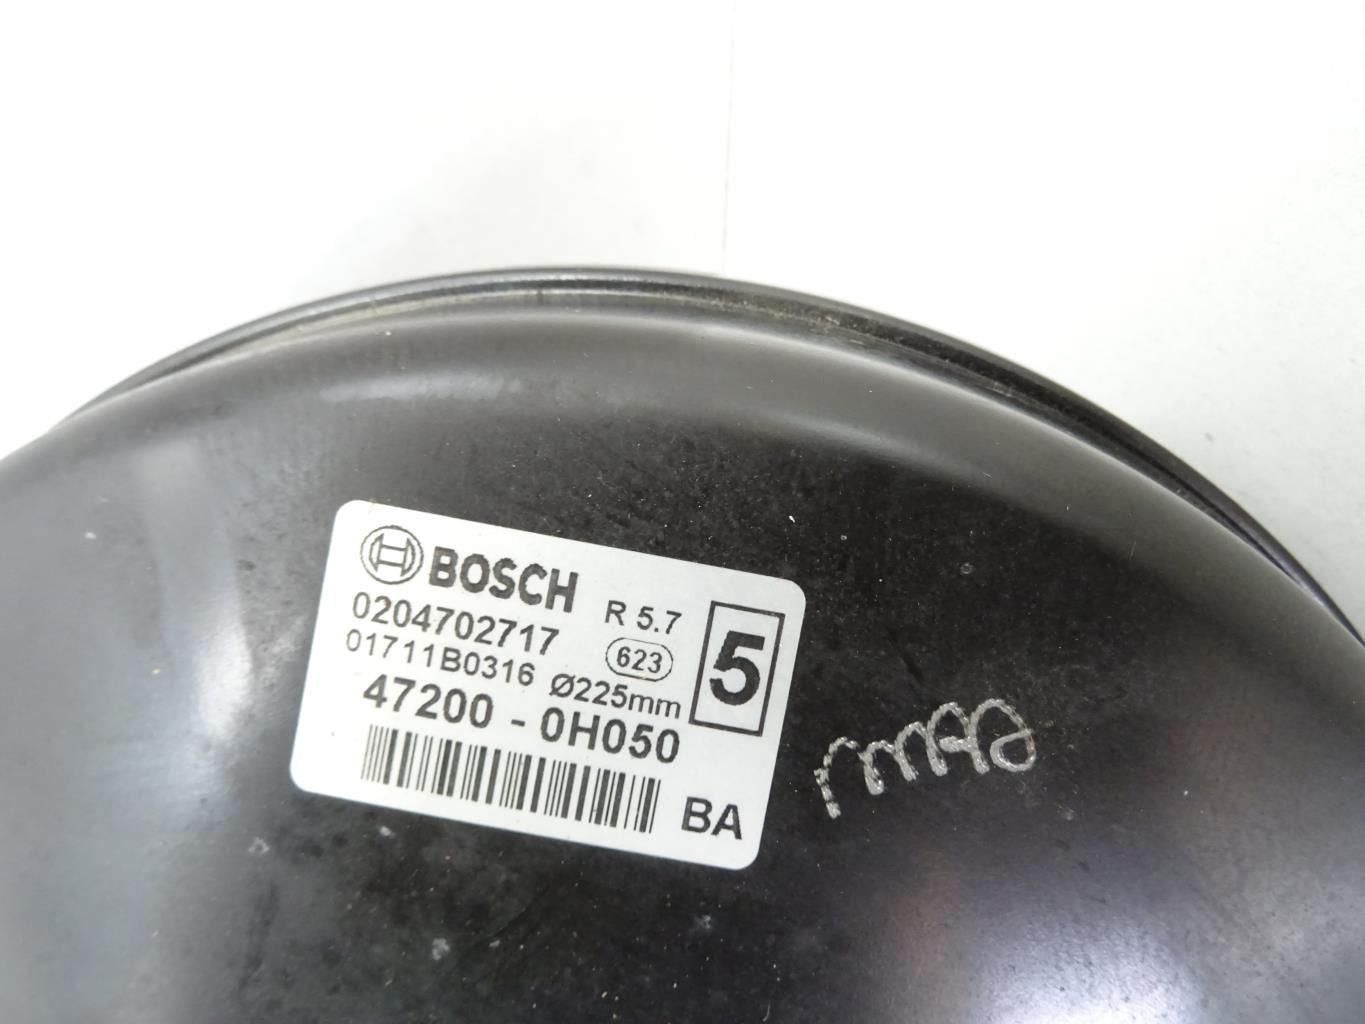 BOSCH
0204702717 R 5.7
01711B0316 623 5
Ø225mm
47200 - 0H050
BA